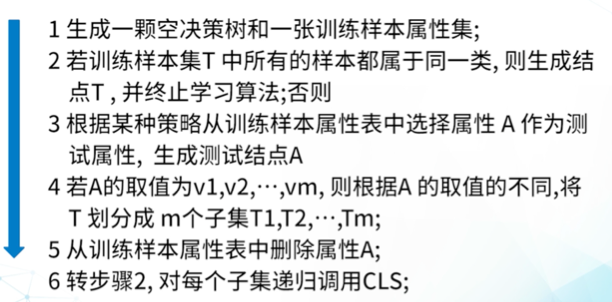 1 生成一颗空决策树和一张训练样本属性集;
2 若训练样本集T 中所有的样本都属于同一类, 则生成结
点T , 并终止学习算法;否则
3 根据某种策略从训练样本属性表中选择属性 A 作为测
试属性, 生成测试结点A
4 若A的取值为v1,v2,⋯,vm, 则根据A 的取值的不同,将
T 划分成 m个子集T1,T2,⋯,Tm;
5 从训练样本属性表中删除属性A;
6 转步骤2, 对每个子集递归调用CLS;